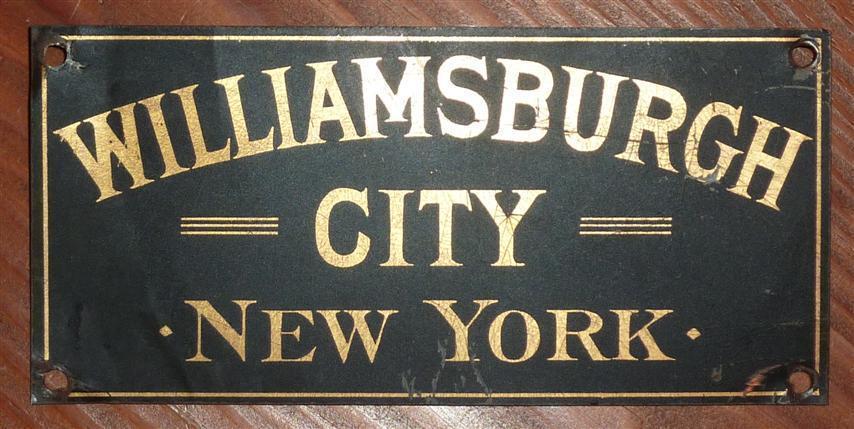 WILLIAMSBURGH
CITY
· NEW YORK ·